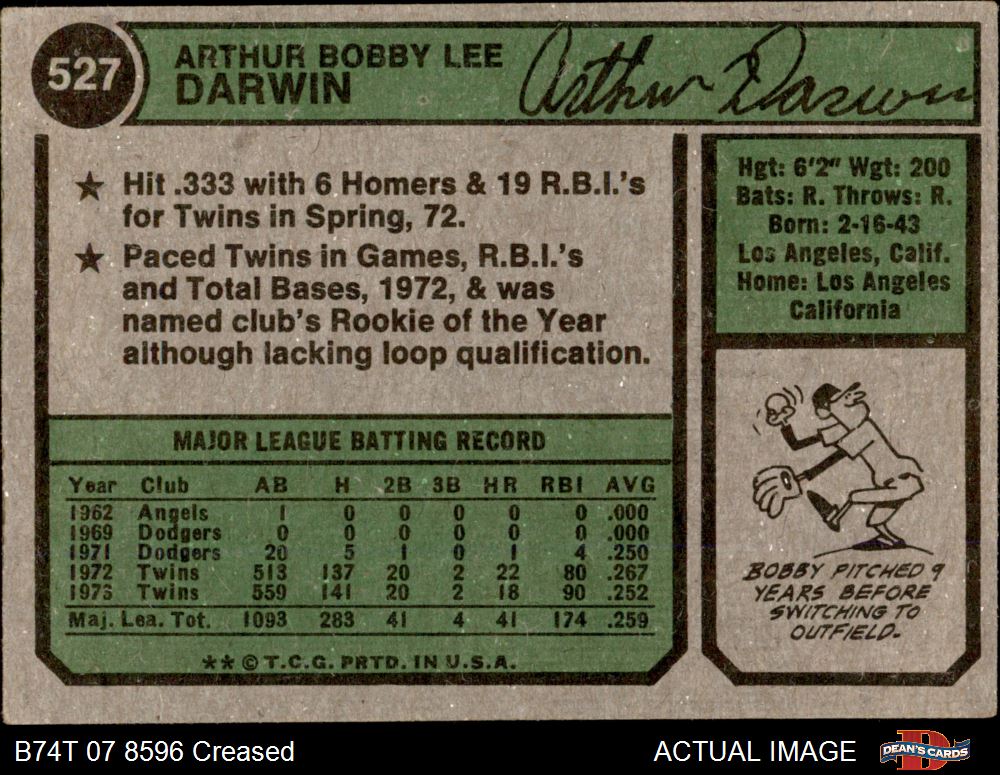 527
ARTHUR BOBBY LEE
DARWIN
Arthur Darwin
★ Hit .333 with 6 Homers & 19 R.B.I.'s
for Twins in Spring, 72.
★ Paced Twins in Games, R.B.I.'s
and Total Bases, 1972, & was
named club's Rookie of the Year
although lacking loop qualification.
Hgt: 6'2" Wgt: 200
Bats: R. Throws: R.
Born: 2-16-43
Los Angeles, Calif.
Home: Los Angeles
California
MAJOR LEAGUE BATTING RECORD
Year Club AB H 2B 3B HR RBI AVG
1962 Angels 1 0 0 0 0 0 .000
1969 Dodgers 0 0 0 0 0 0 .000
1971 Dodgers 20 5 1 0 1 4 .250
1972 Twins 513 137 20 2 22 80 .267
1973 Twins 559 141 20 2 18 90 .252
Maj. Lea. Tot. 1093 283 41 4 41 174 .259
** © T.C.G. PRTD. IN U.S.A.
BOBBY PITCHED 9
YEARS BEFORE
SWITCHING TO
OUTFIELD.
B74T 07 8596 Creased
ACTUAL IMAGE
DEAN'S CARDS